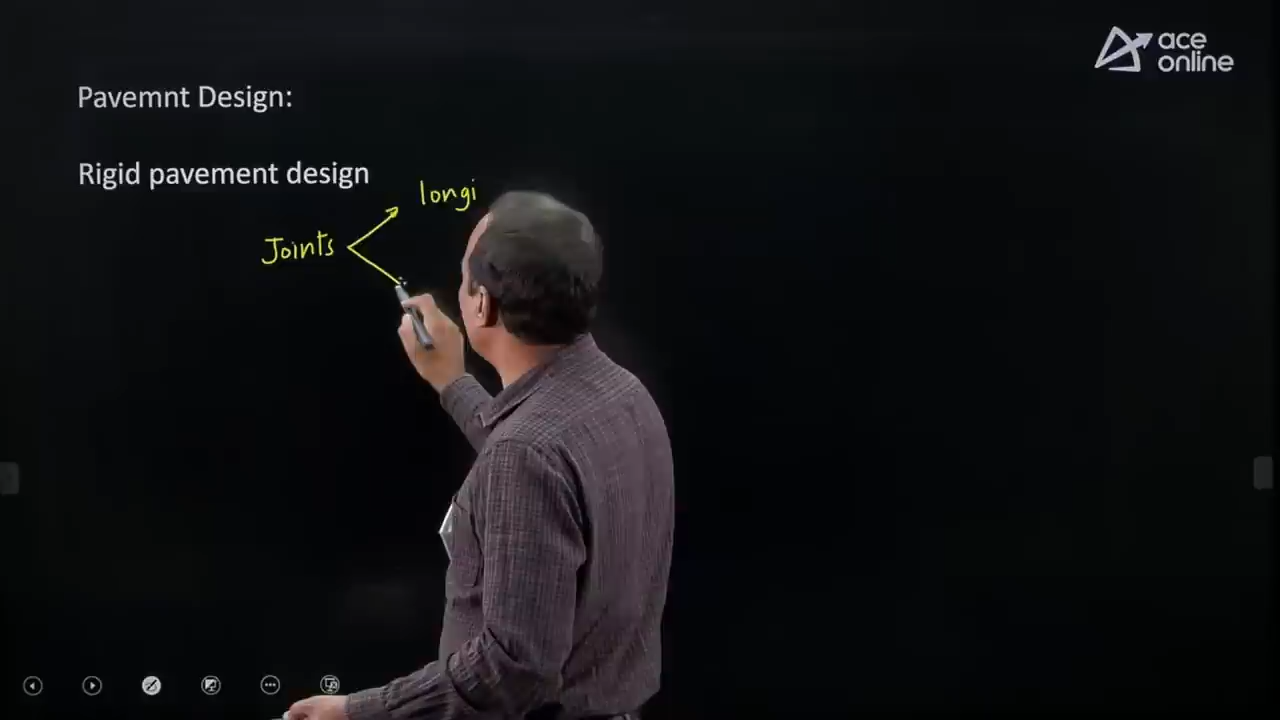 ace
online
Pavemnt Design:
Rigid pavement design
longi
Joints